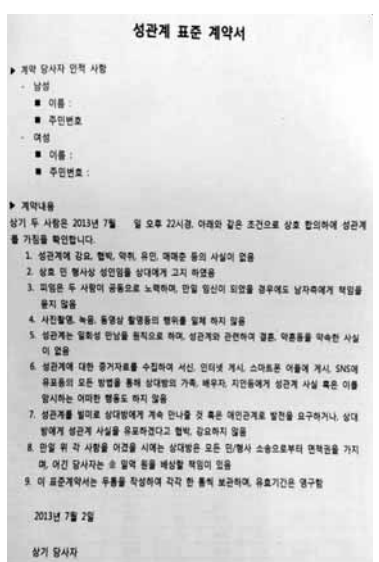 성관계 표준 계약서
▶ 계약 당사자 인적 사항
- 남성
■ 이름 :
■ 주민번호
- 여성
■ 이름 :
■ 주민번호 :
▶ 계약내용
상기 두 사람은 2013년 7월 일 오후 22시경, 아래와 같은 조건으로 상호 합의하에 성관계
를 가짐을 확인합니다.
1. 성관계에 강요, 협박, 약취, 유인, 매매춘 등의 사실이 없음
2. 상호 민 형사상 성인임을 상대에게 고지 하였음
3. 피임은 두 사람이 공동으로 노력하며, 만일 임신이 되었을 경우에도 남자측에게 책임을
묻지 않음
4. 사진촬영, 녹음, 동영상 촬영등의 행위를 일체 하지 않음
5. 성관계는 일회성 만남을 원칙으로 하며, 성관계와 관련하여 결혼, 약혼등을 약속한 사실
이 없음
6. 성관계에 대한 증거자료를 수집하여 서신, 인터넷 게시, 스마트폰 어플에 게시, SNS에
유포등의 모든 방법을 통해 상대방의 가족, 배우자, 지인등에게 성관계 사실 혹은 이를
암시하는 어떠한 행동도 하지 않음
7. 성관계를 빌미로 상대방에게 계속 만나줄 것 혹은 애인관계로 발전을 요구하거나, 상대
방에게 성관계 사실을 유포하겠다고 협박, 강요하지 않음
8. 만일 위 각 사항을 어겼을 시에는 상대방은 모든 민/형사 소송으로부터 면책권을 가지
며, 어긴 당사자는 金 일억 원을 배상할 책임이 있음
9. 이 표준계약서는 두통을 작성하여 각각 한 통씩 보관하며, 유효기간은 영구함
2013년 7월 2일
상기 당사자